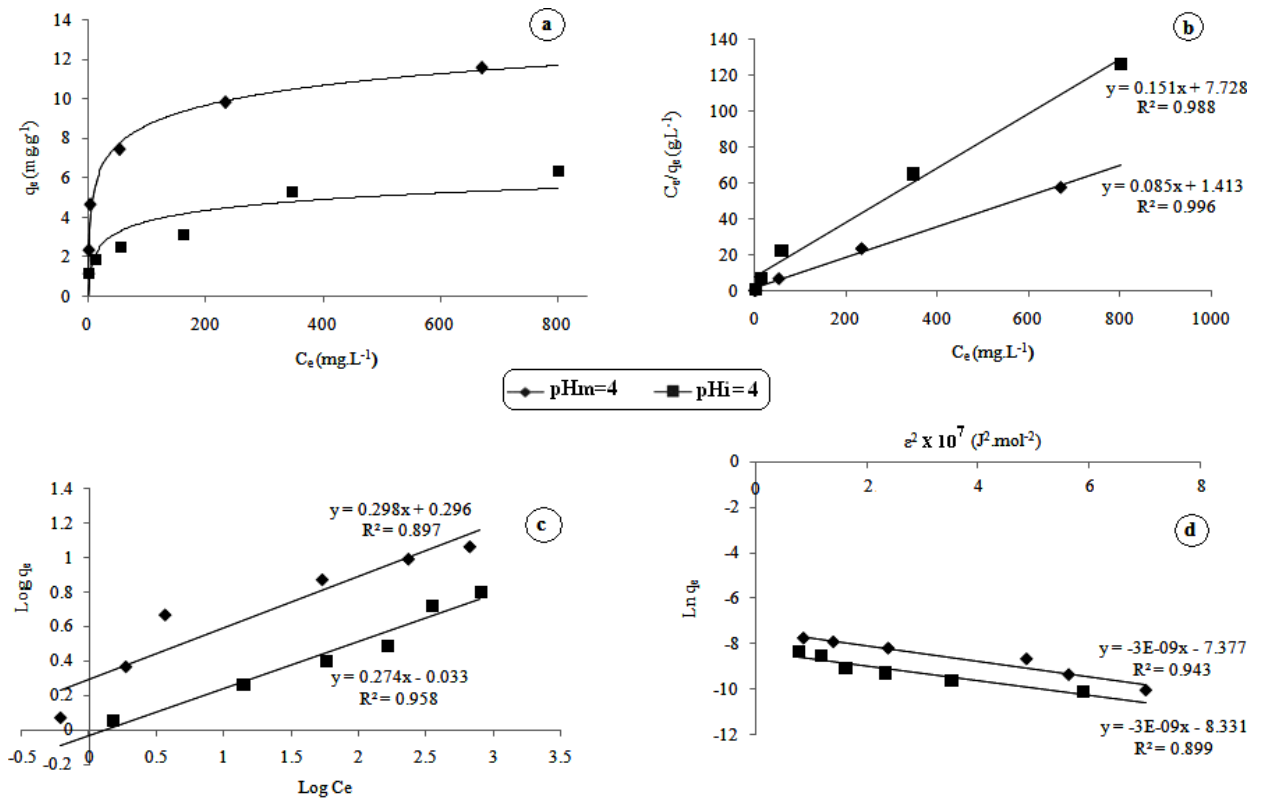 a
14
12
10
8
6
4
2
0
qe (mg.g-1)
0 200 400 600 800
Ce (mg.L-1)
b
140
120
100
80
60
40
20
0
Ce/qe (g.L-1)
y = 0.151x + 7.728
R² = 0.988
y = 0.085x + 1.413
R² = 0.996
0 200 400 600 800 1000
Ce (mg.L-1)
pHm=4 pHi=4
c
1.4
1.2
1
0.8
0.6
0.4
0.2
0
-0.2
Log qe
y = 0.298x + 0.296
R² = 0.897
y = 0.274x - 0.033
R² = 0.958
-0.5 0 0.5 1 1.5 2 2.5 3 3.5
Log Ce
ε² X 10⁷ (J².mol-2)
0 2 4 6 8
d
0
-2
-4
-6
-8
-10
-12
Ln qe
y = -3E-09x - 7.377
R² = 0.943
y = -3E-09x - 8.331
R² = 0.899